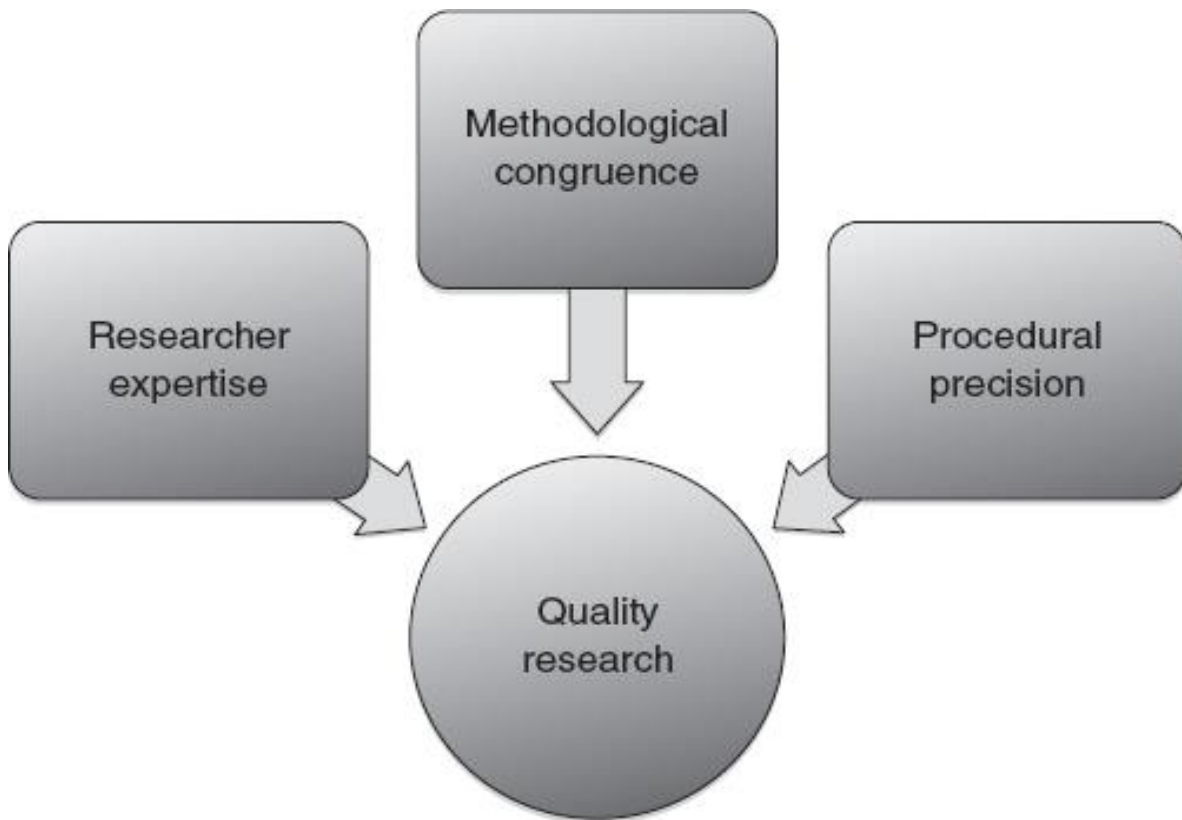 Methodological
congruence
Researcher
expertise
Procedural
precision
Quality
research